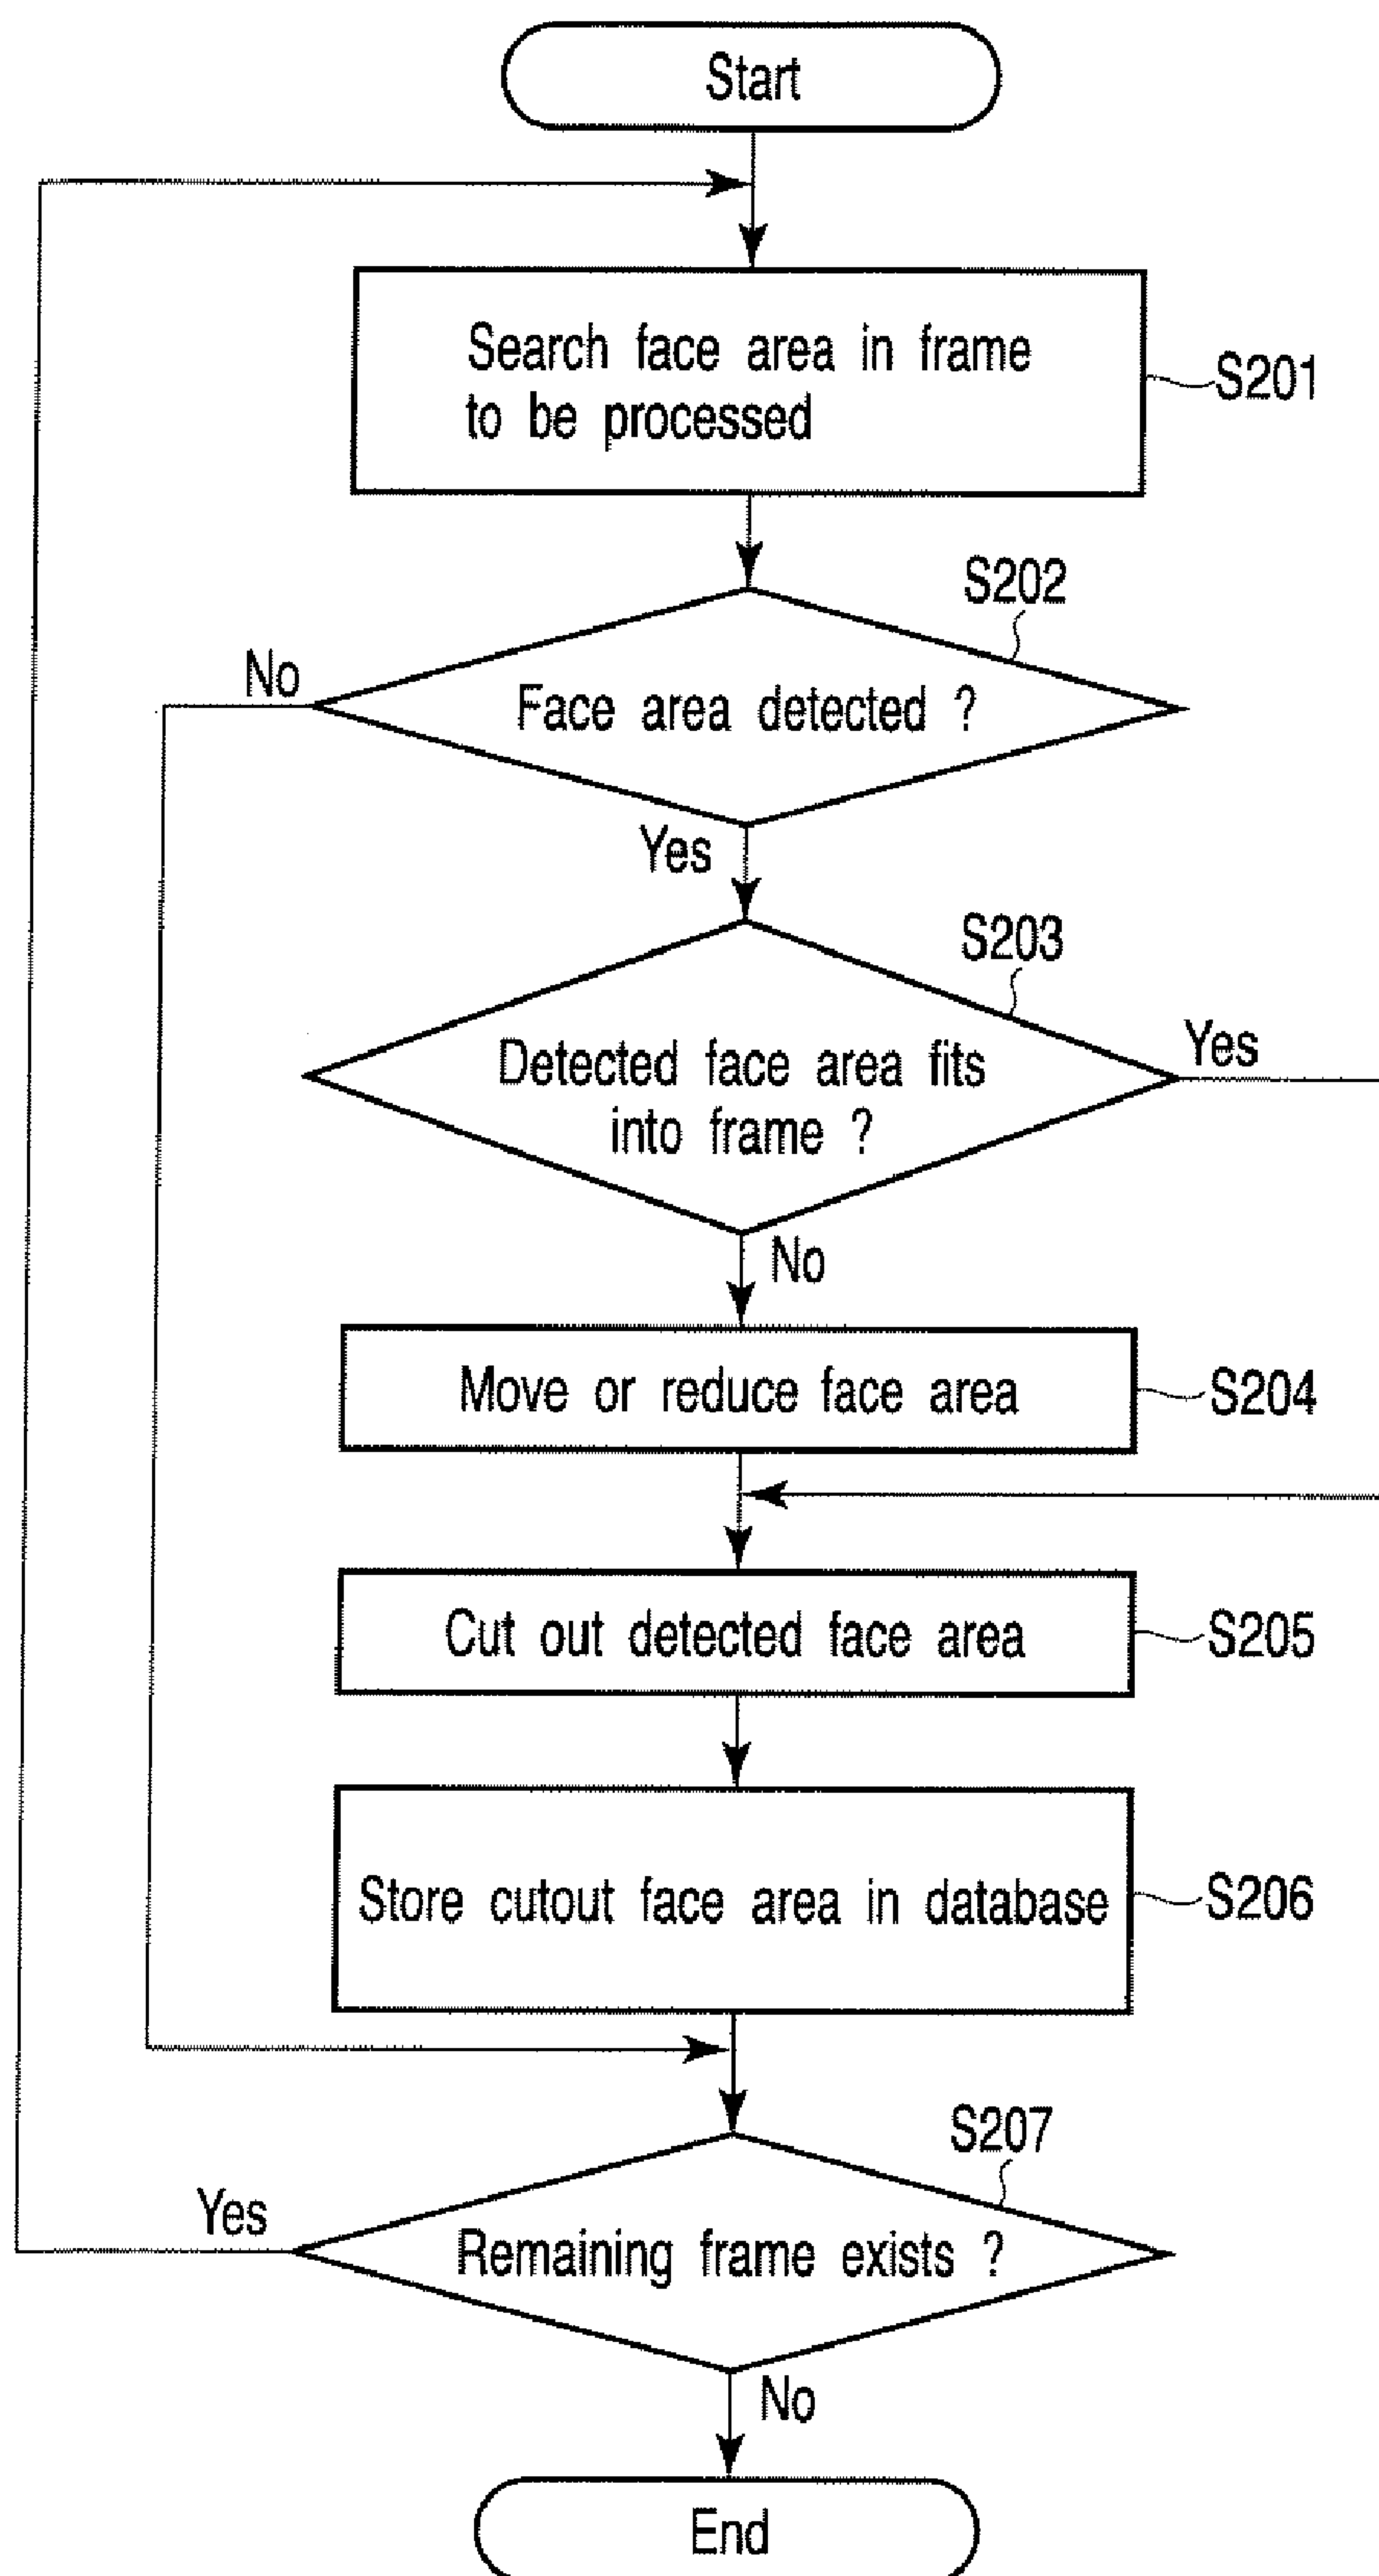 Start
Search face area in frame
to be processed
S201
S202
No
Face area detected ?
Yes
S203
Detected face area fits
into frame ?
Yes
No
Move or reduce face area
S204
Cut out detected face area
S205
Store cutout face area in database
S206
S207
Yes
Remaining frame exists ?
No
End